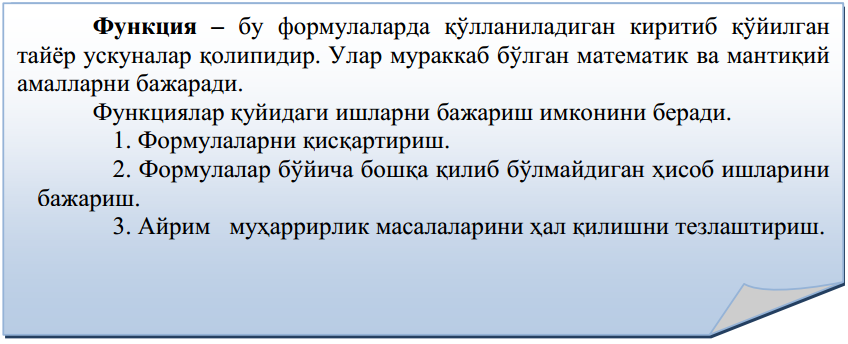 Функция – бу формулаларда қўлланиладиган киритиб қўйилган
тайёр ускуналар қолипидир. Улар мураккаб бўлган математик ва мантиқий
амалларни бажаради.
Функциялар қуйидаги ишларни бажариш имконини беради.
1. Формулаларни қисқартириш.
2. Формулалар бўйича бошқа қилиб бўлмайдиган ҳисоб ишларини
бажариш.
3. Айрим муҳаррирлик масалаларини ҳал қилишни тезлаштириш.